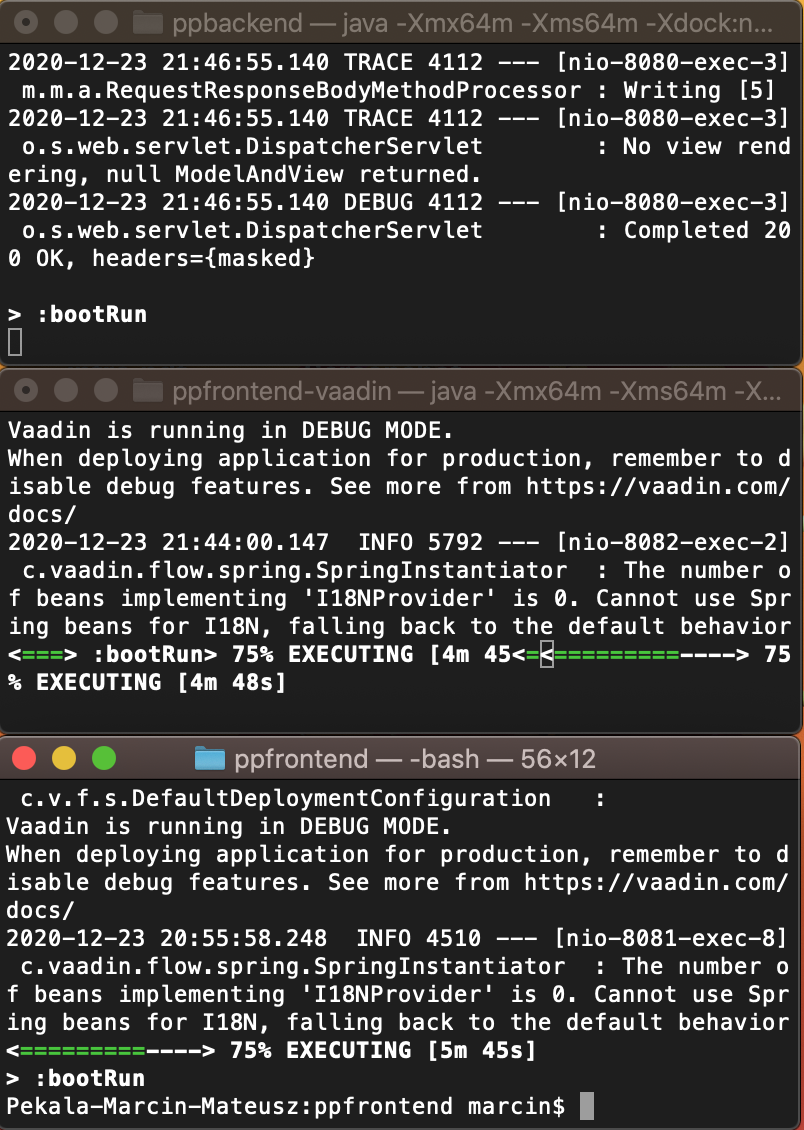 ppbackend — java -Xmx64m -Xms64m -Xdock:n...
2020-12-23 21:46:55.140 TRACE 4112 --- [nio-8080-exec-3]
 m.m.a.RequestResponseBodyMethodProcessor : Writing [5]
2020-12-23 21:46:55.140 TRACE 4112 --- [nio-8080-exec-3]
 o.s.web.servlet.DispatcherServlet        : No view rend
ering, null ModelAndView returned.
2020-12-23 21:46:55.140 DEBUG 4112 --- [nio-8080-exec-3]
 o.s.web.servlet.DispatcherServlet        : Completed 20
0 OK, headers={masked}
> :bootRun
ppfrontend-vaadin — java -Xmx64m -Xms64m -X...
Vaadin is running in DEBUG MODE.
When deploying application for production, remember to d
isable debug features. See more from https://vaadin.com/
docs/
2020-12-23 21:44:00.147  INFO 5792 --- [nio-8082-exec-2]
 c.vaadin.flow.spring.SpringInstantiator  : The number o
f beans implementing 'I18NProvider' is 0. Cannot use Spr
ing beans for I18N, falling back to the default behavior
<===> :bootRun> 75% EXECUTING [4m 45<=<=========----> 75
% EXECUTING [4m 48s]
ppfrontend — -bash — 56×12
 c.v.f.s.DefaultDeploymentConfiguration   :
Vaadin is running in DEBUG MODE.
When deploying application for production, remember to d
isable debug features. See more from https://vaadin.com/
docs/
2020-12-23 20:55:58.248  INFO 4510 --- [nio-8081-exec-8]
 c.vaadin.flow.spring.SpringInstantiator  : The number o
f beans implementing 'I18NProvider' is 0. Cannot use Spr
ing beans for I18N, falling back to the default behavior
<=========----> 75% EXECUTING [5m 45s]
> :bootRun
Pekala-Marcin-Mateusz:ppfrontend marcin$